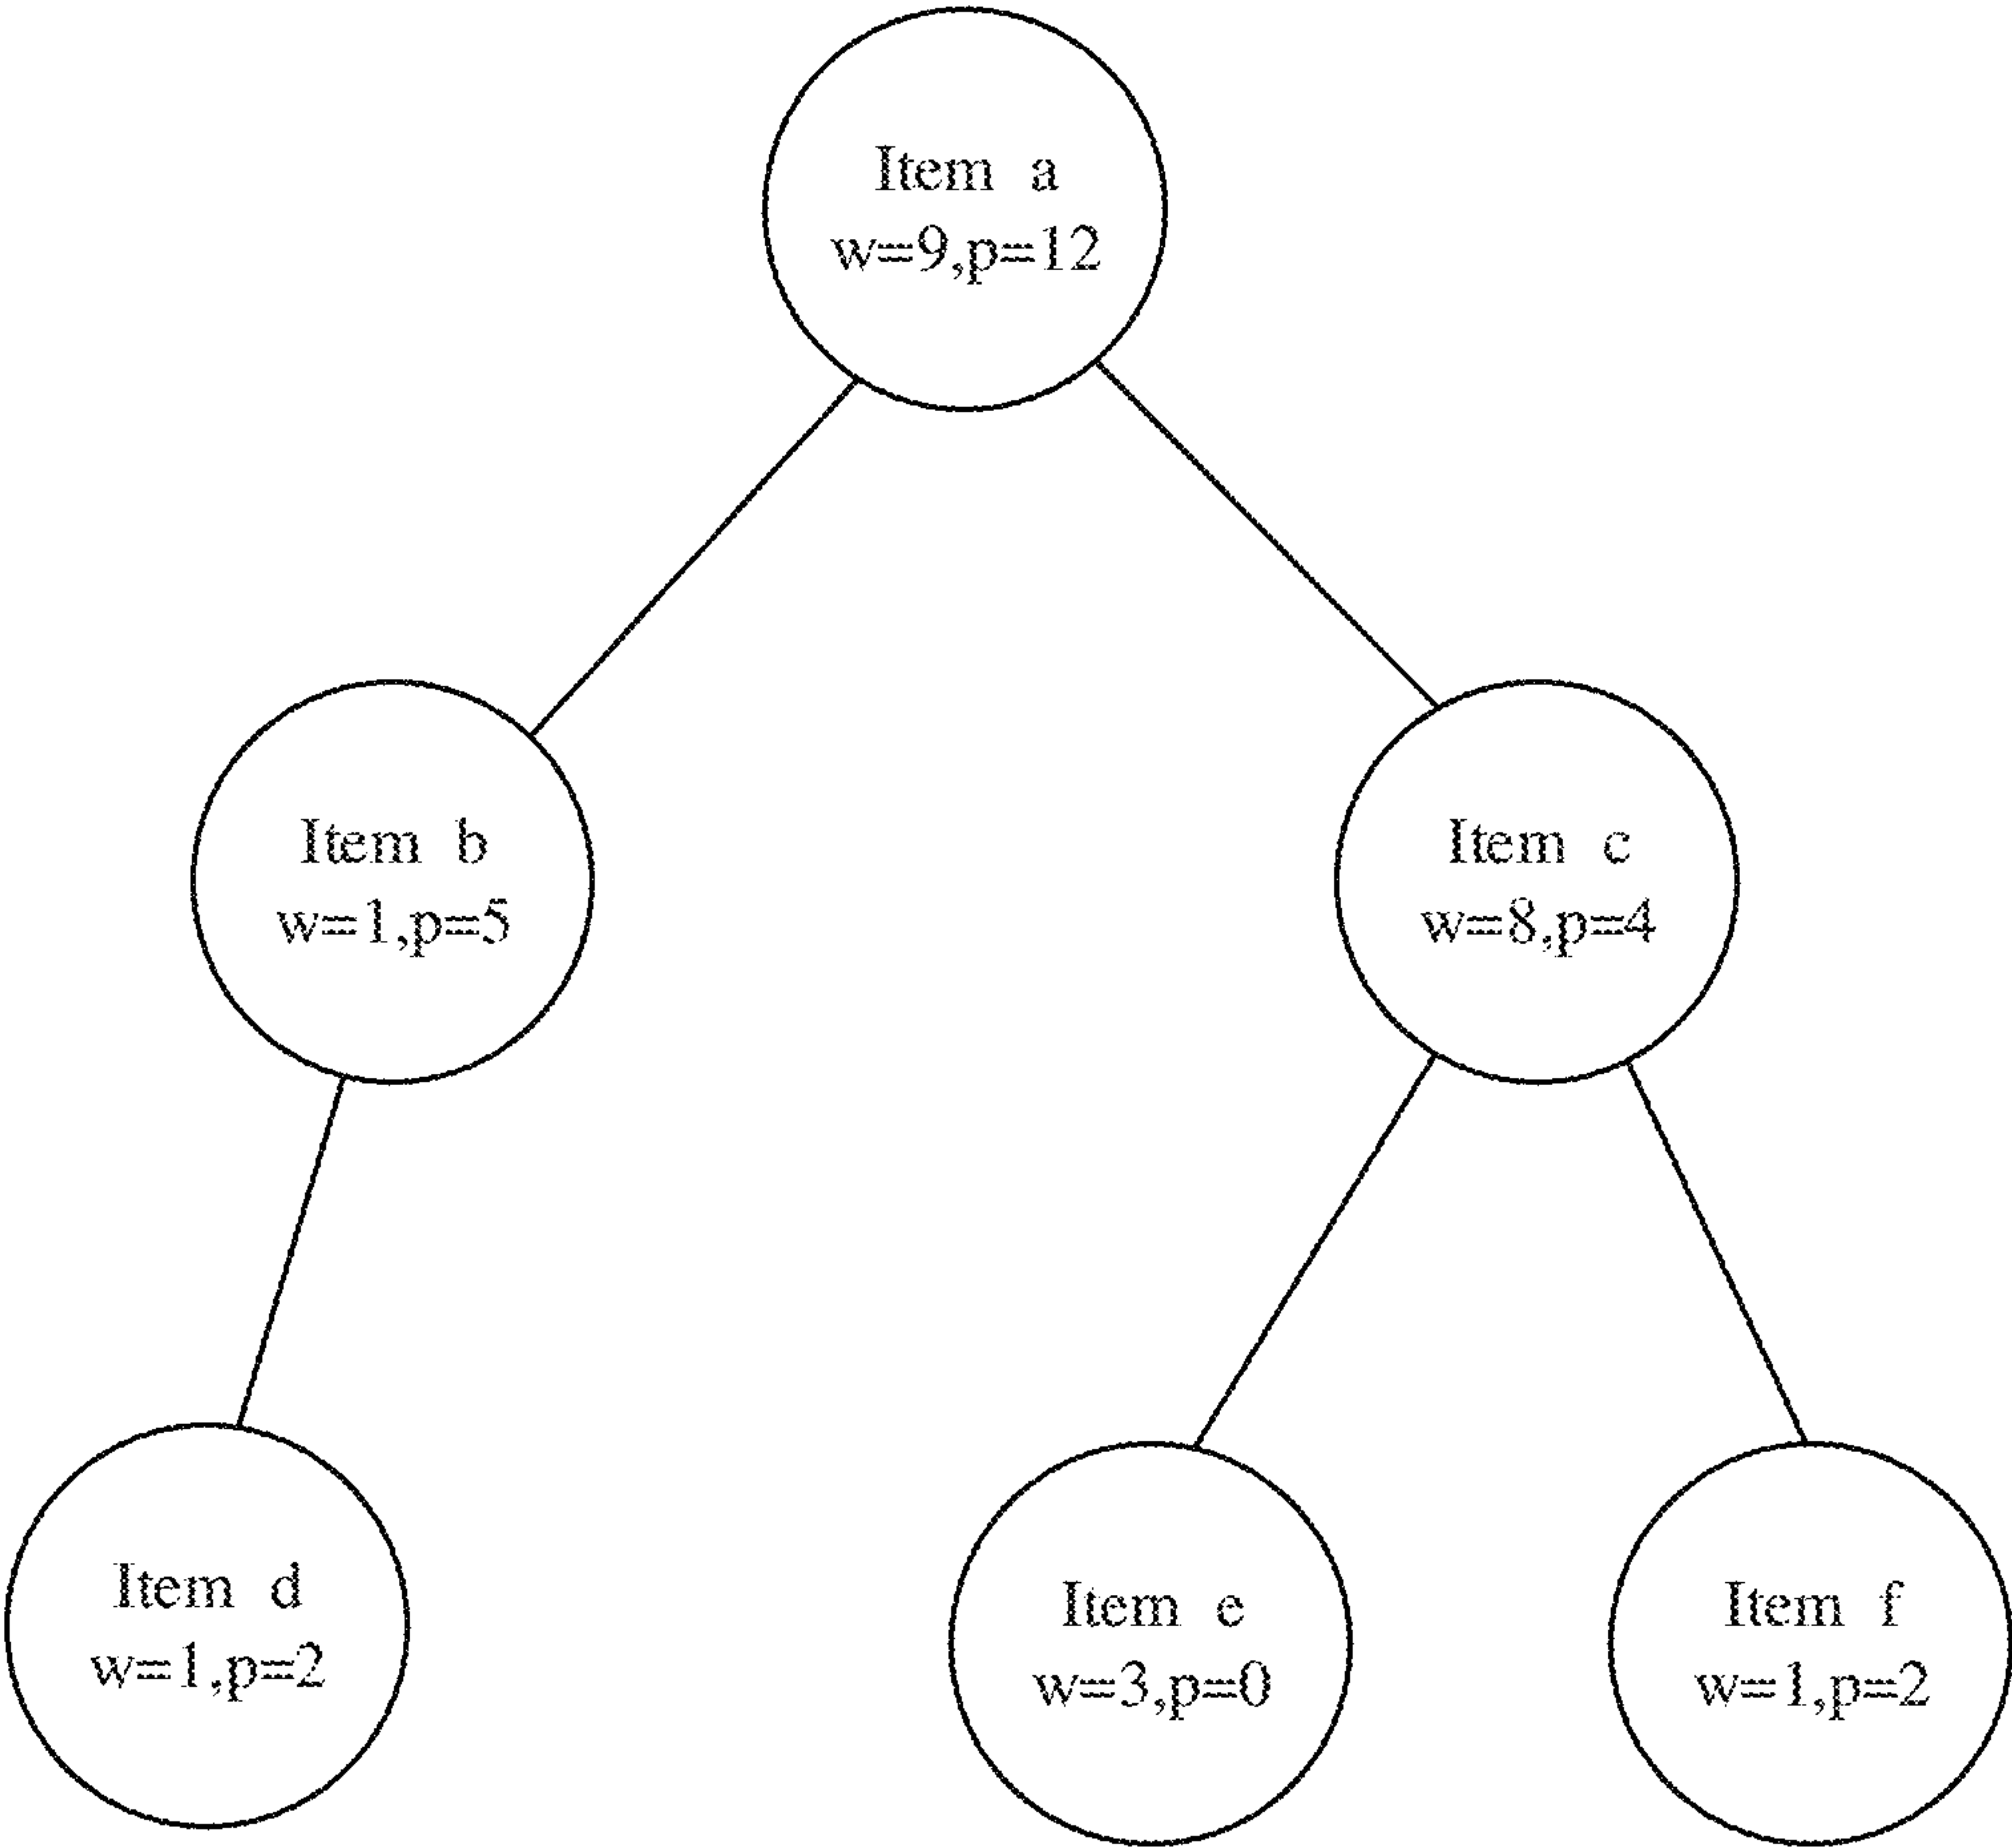 Item a
w=9,p=12
Item b
w=1,p=5
Item c
w=8,p=4
Item d
w=1,p=2
Item e
w=3,p=0
Item f
w=1,p=2